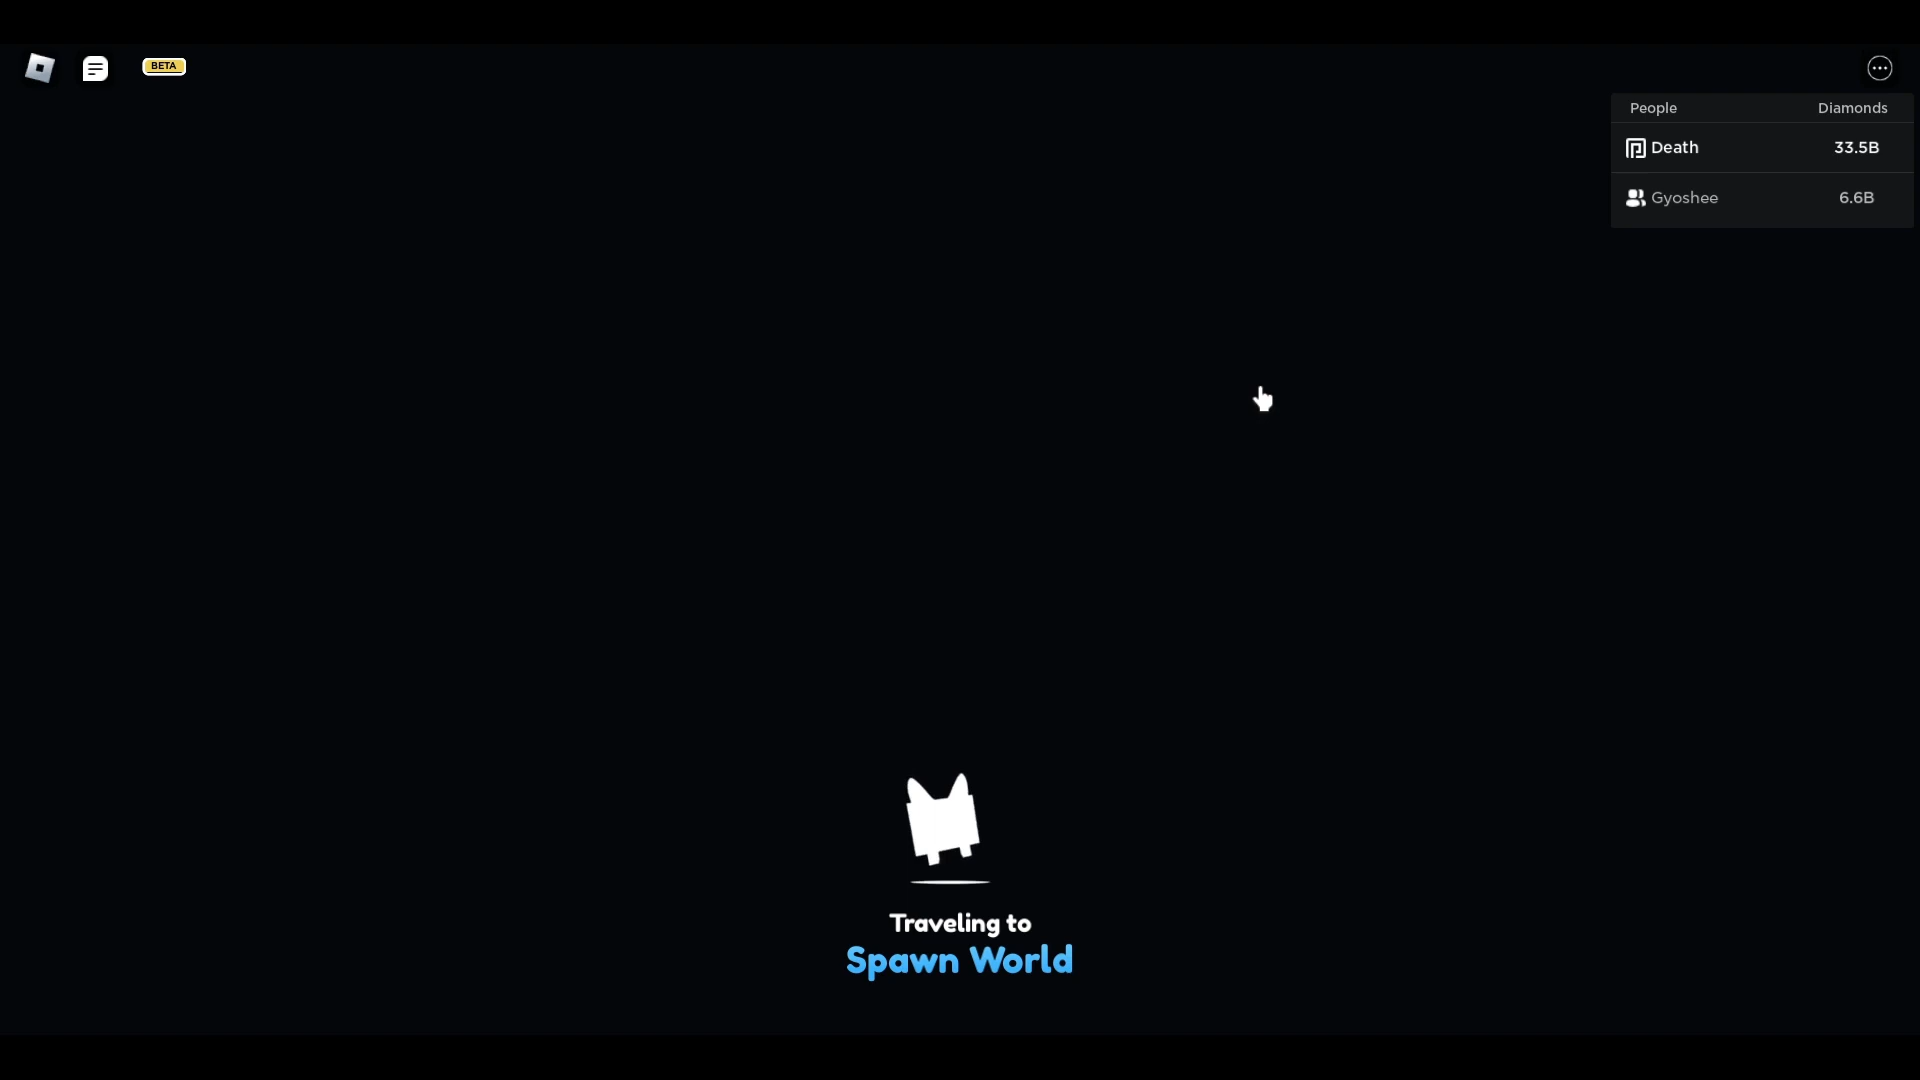 BETA
People Diamonds
Death 33.5B
Gyoshee 6.6B
Traveling to
Spawn World